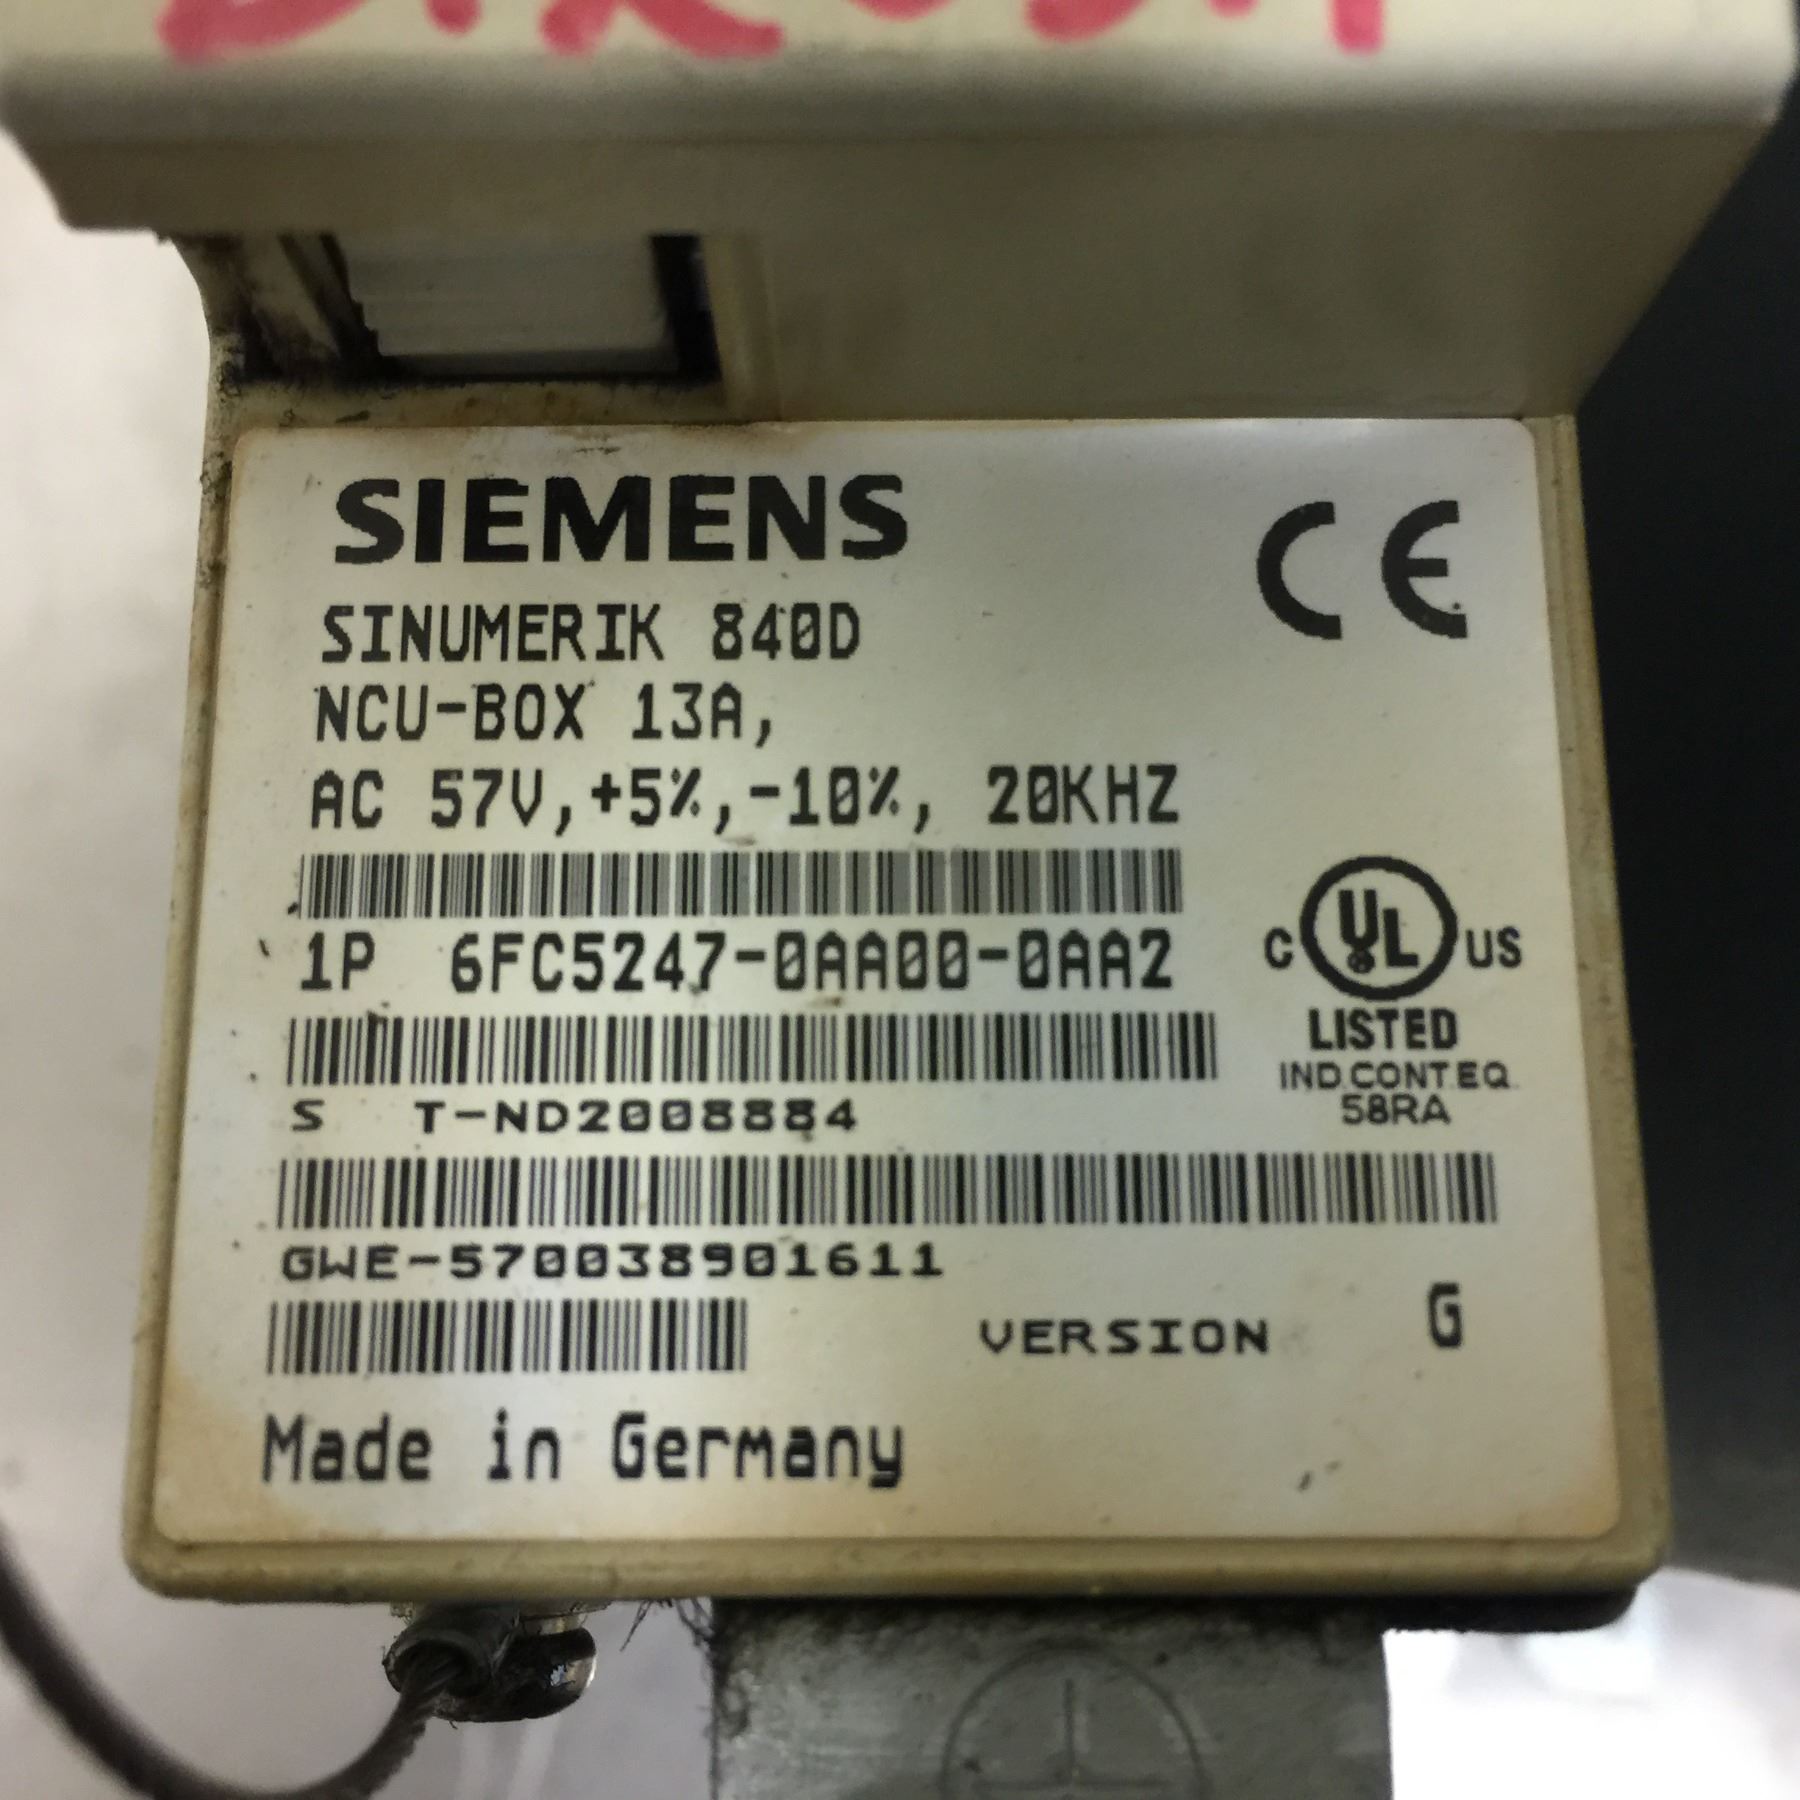 SIEMENS
CE
SINUMERIK 840D
NCU-BOX 13A,
AC 57V,+5%,-10%, 20KHZ
1P 6FC5247-0AA00-0AA2
C UL US
LISTED
IND.CONT.EQ.
58RA
S T-ND2008884
GWE-570038901611
VERSION G
Made in Germany